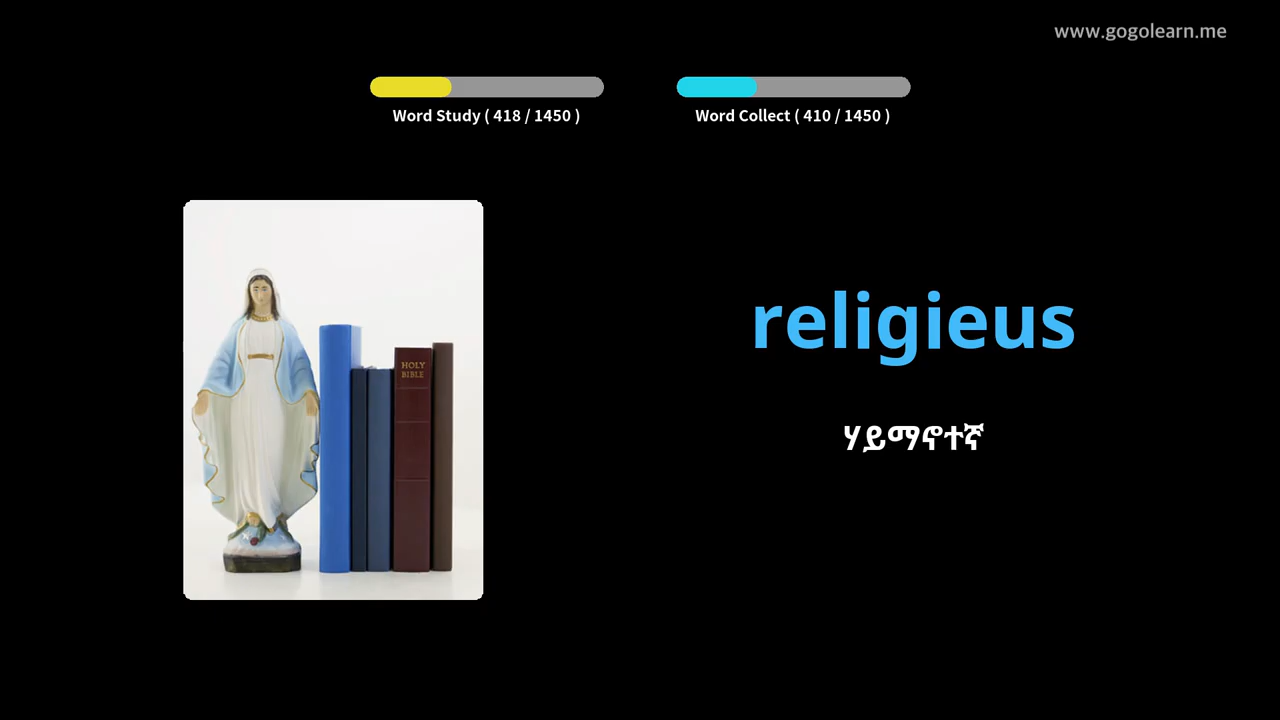 www.gogolearn.me
Word Study ( 418 / 1450 )
Word Collect ( 410 / 1450 )
HOLY
BIBLE
religieus
ሃይማኖተኛ